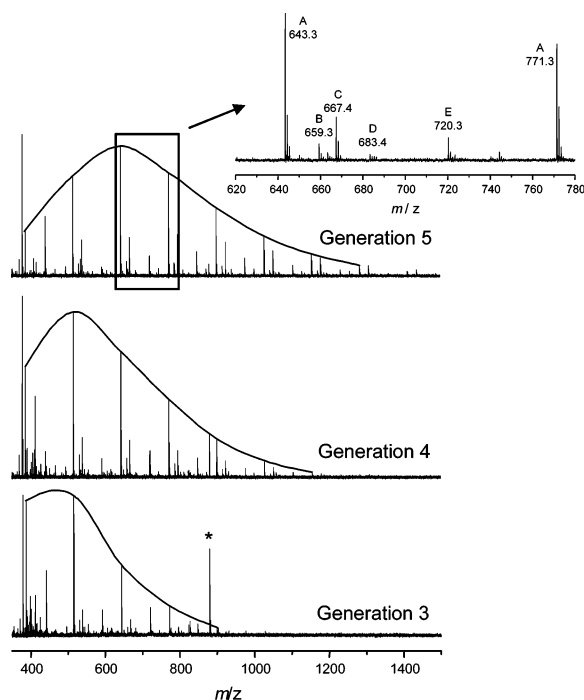 A
643.3
A
771.3
C
667.4
B
659.3
D
683.4
E
720.3
620 640 660 680 700 720 740 760 780
m / z
Generation 5
Generation 4
*
Generation 3
400 600 800 1000 1200 1400
m/z